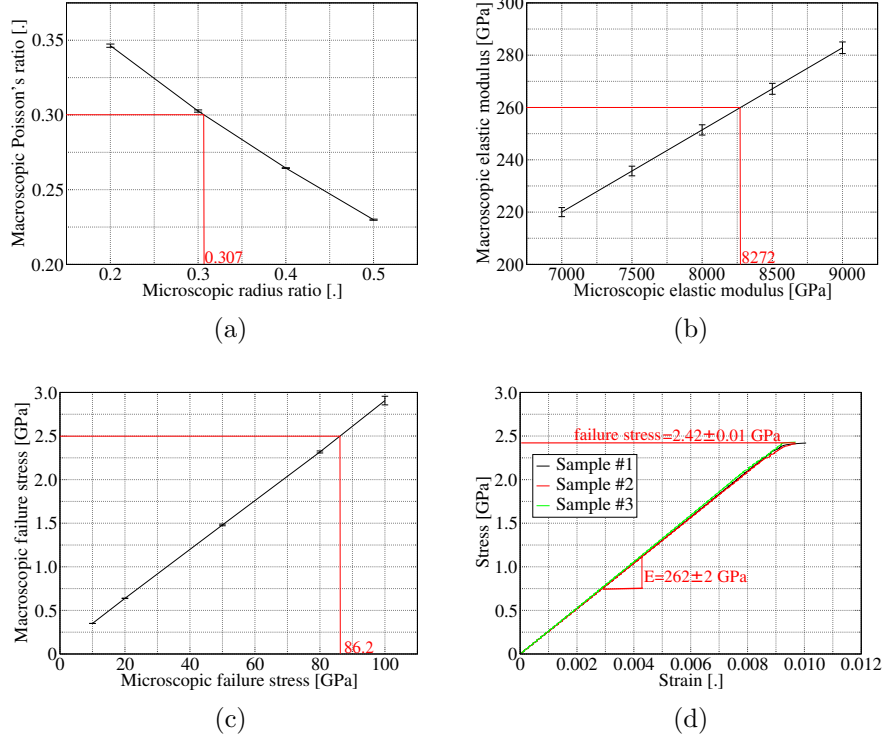 Macroscopic Poisson's ratio [.]
0.35
0.30
0.25
0.20
0.2 0.3 0.4 0.5
0.307
Microscopic radius ratio [.]
(a)
Macroscopic elastic modulus [GPa]
300
280
260
240
220
200
7000 7500 8000 8500 9000
8272
Microscopic elastic modulus [GPa]
(b)
Macroscopic failure stress [GPa]
3.0
2.5
2.0
1.5
1.0
0.5
0
0 20 40 60 80 100
86.2
Microscopic failure stress [GPa]
(c)
Stress [GPa]
3.0
2.5
2.0
1.5
1.0
0.5
0
failure stress=2.42±0.01 GPa
Sample #1
Sample #2
Sample #3
E=262±2 GPa
0 0.002 0.004 0.006 0.008 0.010 0.012
Strain [.]
(d)